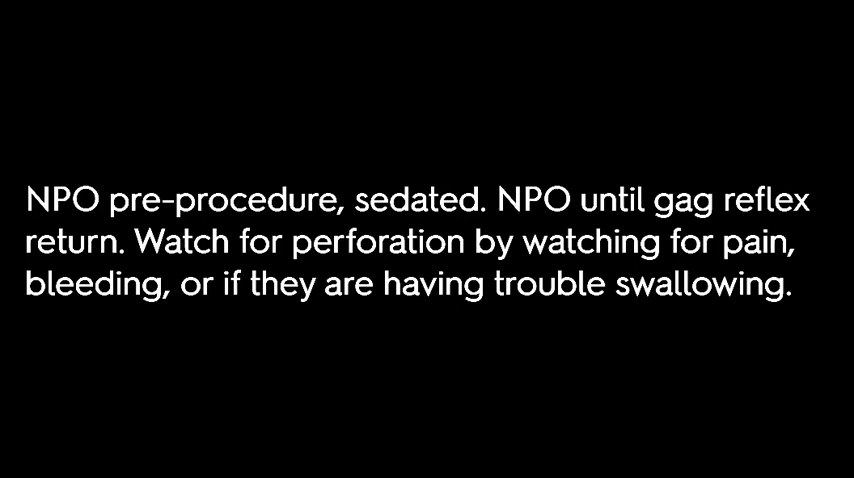 NPO pre-procedure, sedated. NPO until gag reflex
return. Watch for perforation by watching for pain,
bleeding, or if they are having trouble swallowing.